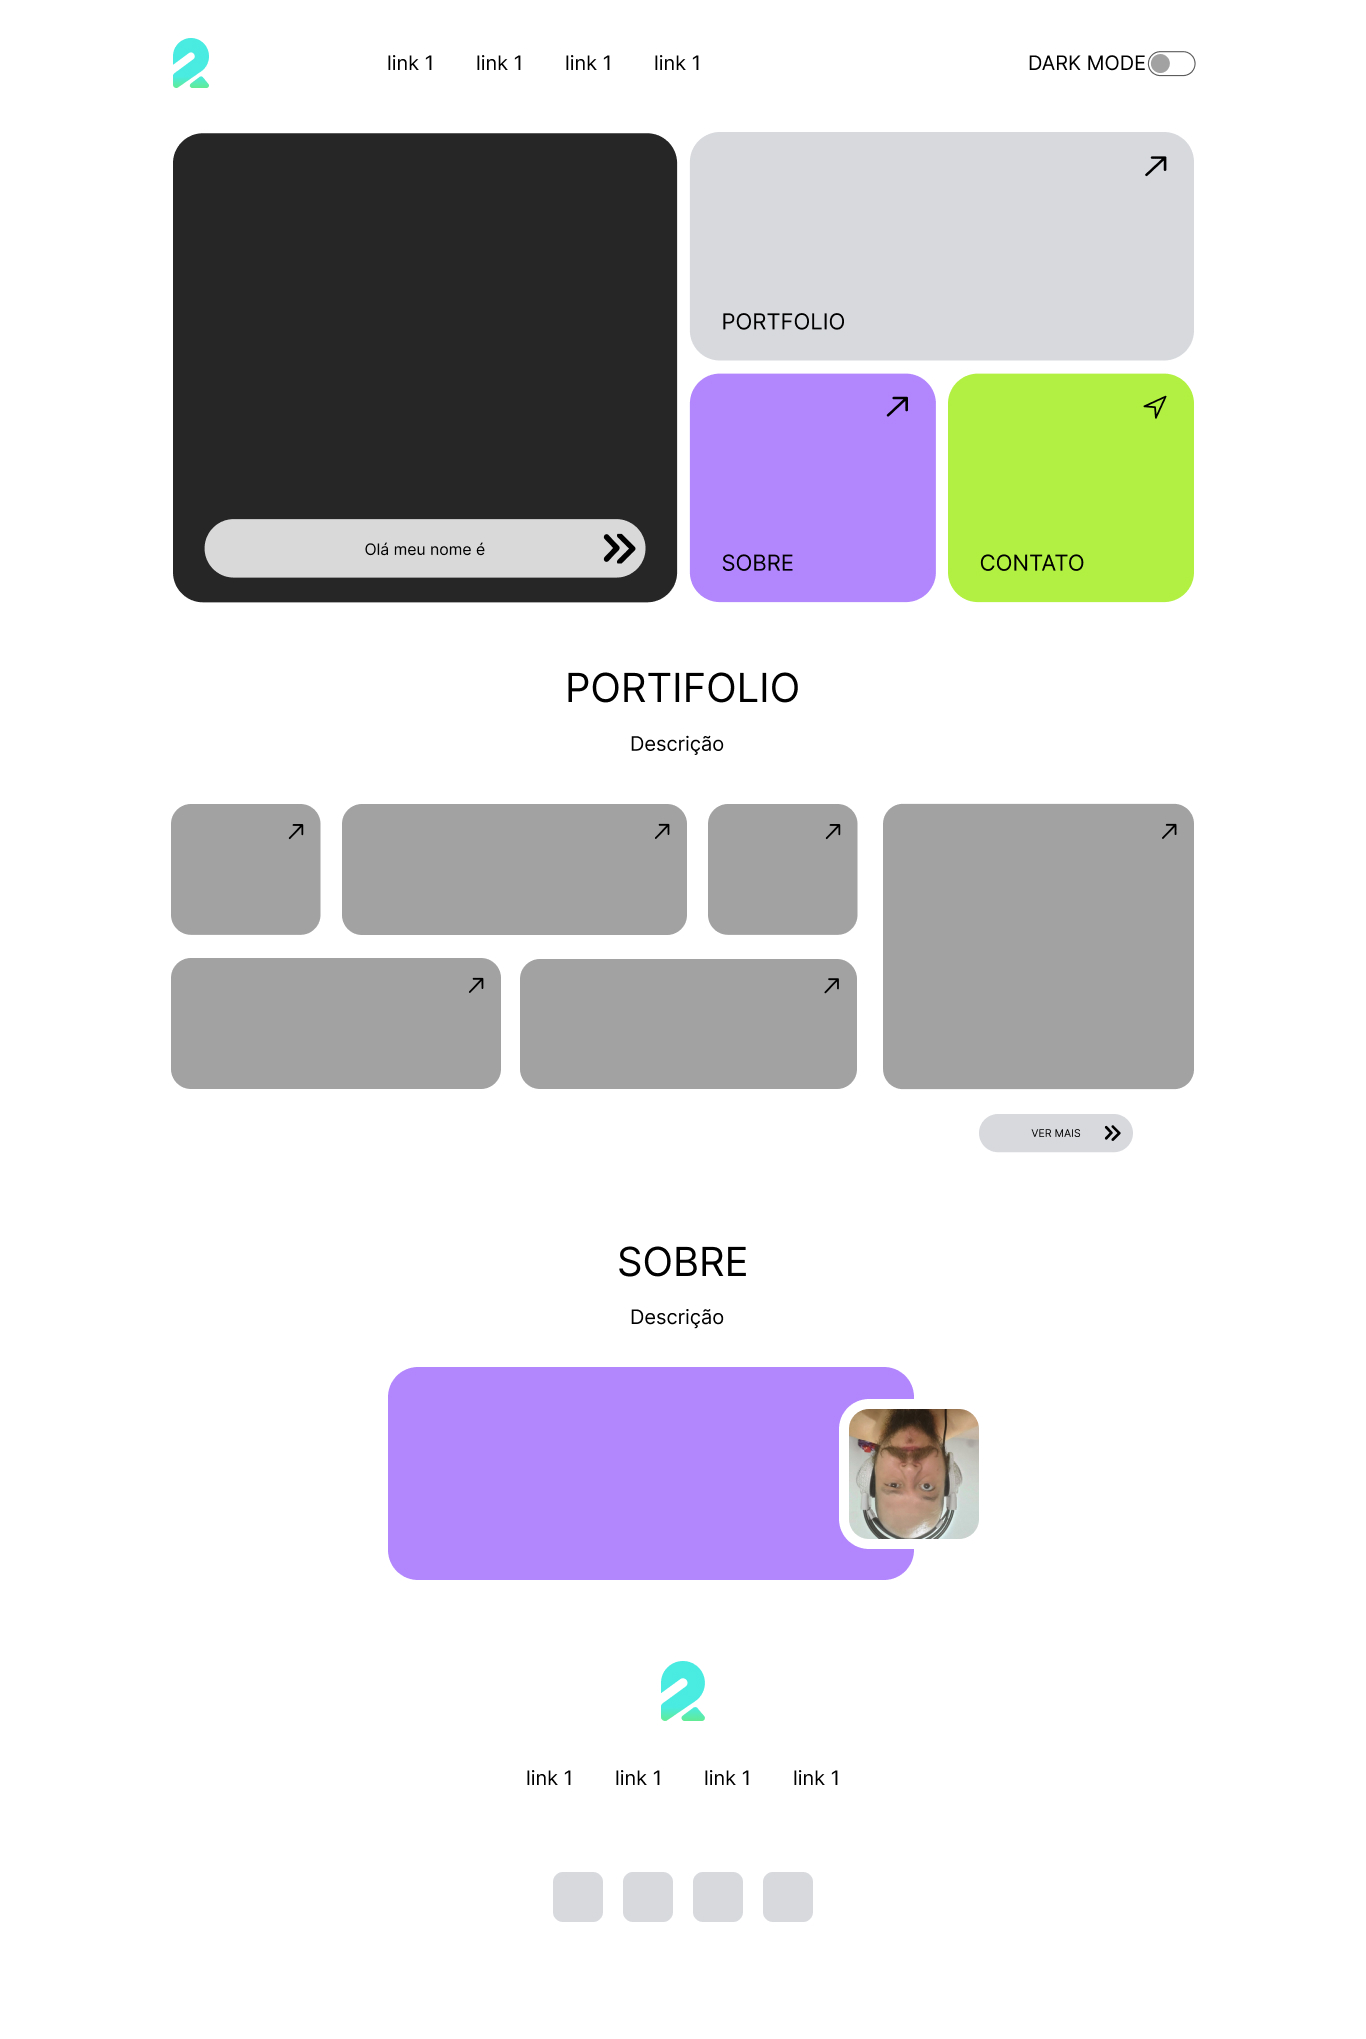 link 1 link 1 link 1 link 1 DARK MODE
PORTFOLIO
Olá meu nome é
SOBRE
CONTATO
PORTIFOLIO
Descrição
VER MAIS
SOBRE
Descrição
link 1 link 1 link 1 link 1